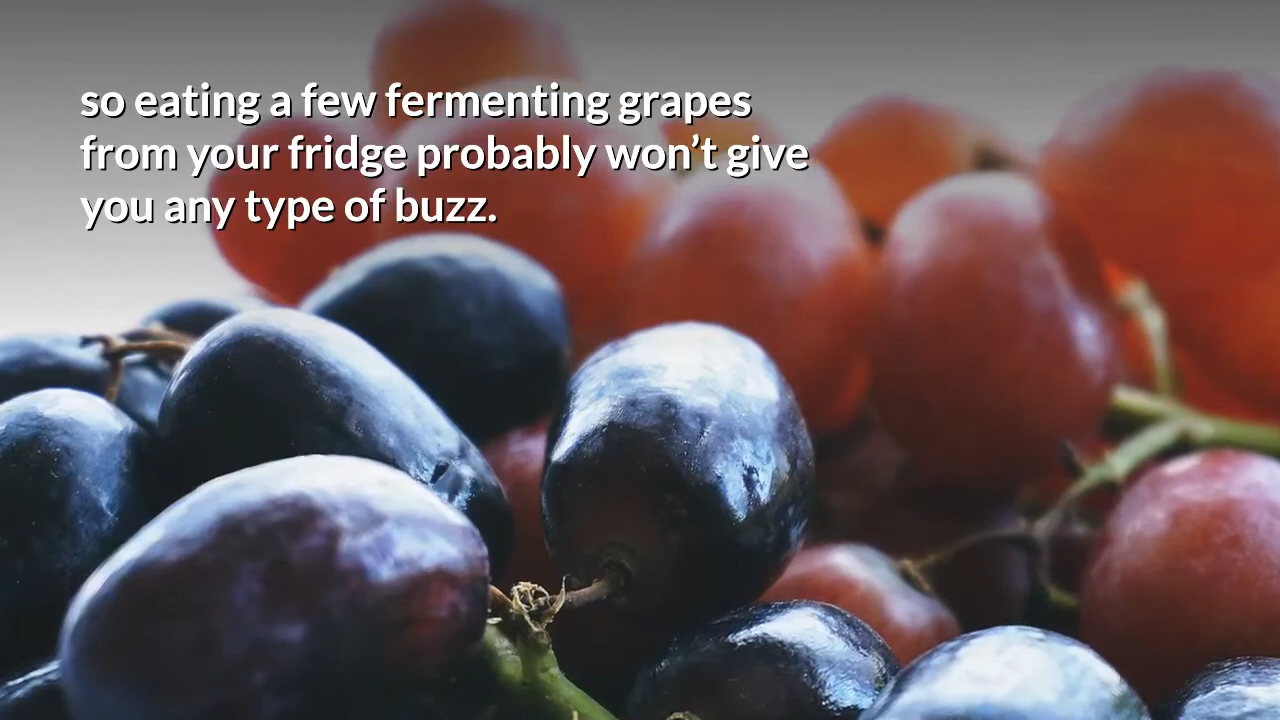 so eating a few fermenting grapes
from your fridge probably won’t give
you any type of buzz.